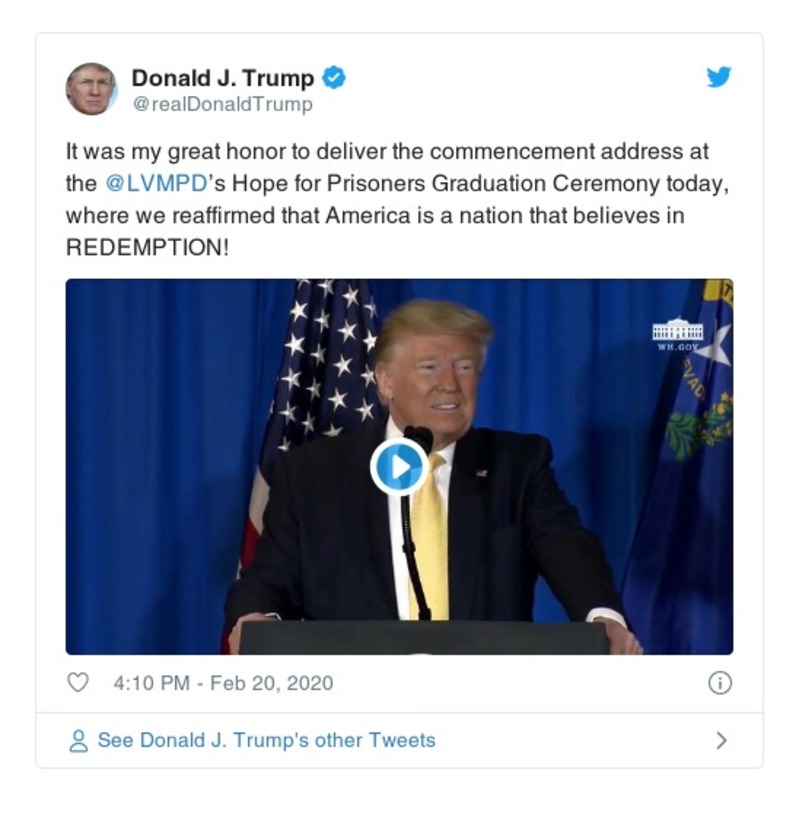 Donald J. Trump
@realDonaldTrump
It was my great honor to deliver the commencement address at
the @LVMPD’s Hope for Prisoners Graduation Ceremony today,
where we reaffirmed that America is a nation that believes in
REDEMPTION!
WH.GOV
EVAD
4:10 PM - Feb 20, 2020
See Donald J. Trump's other Tweets